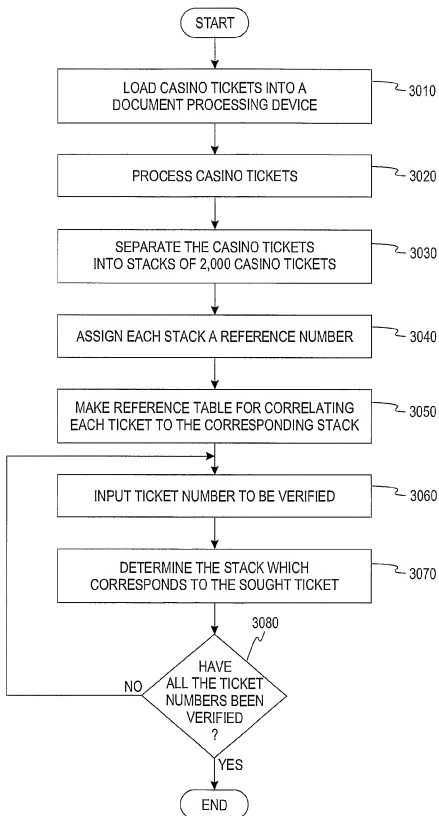 START
LOAD CASINO TICKETS INTO A
DOCUMENT PROCESSING DEVICE
3010
PROCESS CASINO TICKETS
3020
SEPARATE THE CASINO TICKETS
INTO STACKS OF 2,000 CASINO TICKETS
3030
ASSIGN EACH STACK A REFERENCE NUMBER
3040
MAKE REFERENCE TABLE FOR CORRELATING
EACH TICKET TO THE CORRESPONDING STACK
3050
INPUT TICKET NUMBER TO BE VERIFIED
3060
DETERMINE THE STACK WHICH
CORRESPONDS TO THE SOUGHT TICKET
3070
3080
HAVE
ALL THE TICKET
NUMBERS BEEN
VERIFIED
?
NO
YES
END